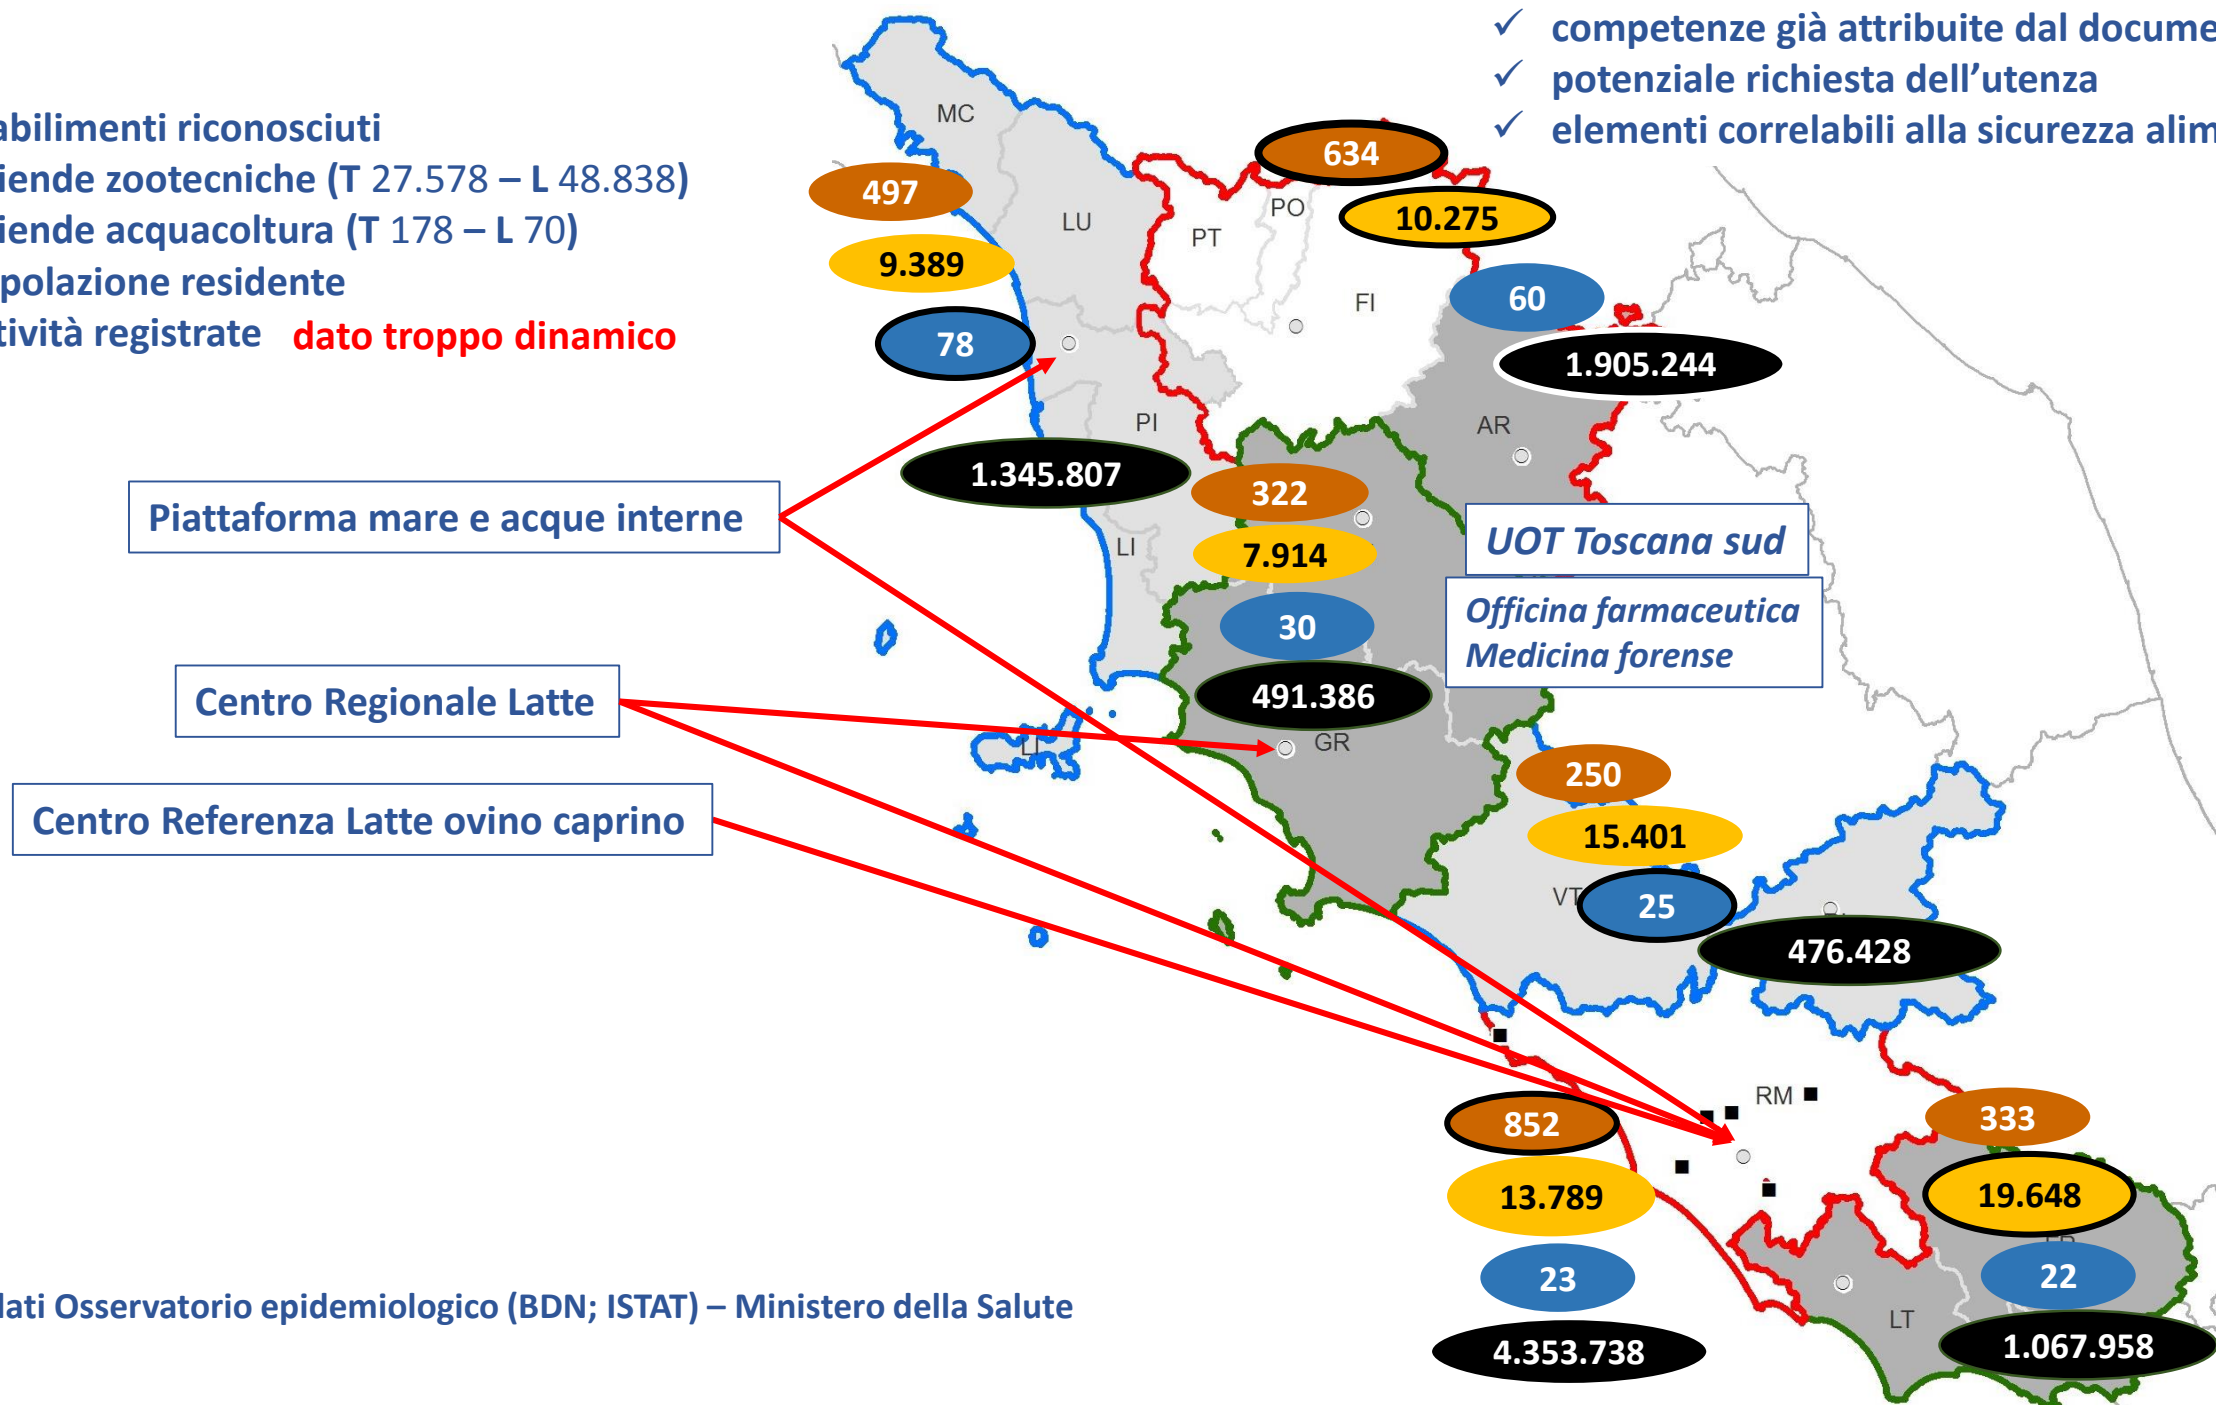 abilimenti riconosciuti
iende zootecniche (T 27.578 – L 48.838)
iende acquacoltura (T 178 – L 70)
polazione residente
tività registrate dato troppo dinamico
✓ competenze già attribuite dal docume
✓ potenziale richiesta dell'utenza
✓ elementi correlabili alla sicurezza alim
MC
634
497
10.275
LU
PO
PT
9.389
60
FI
78
1.905.244
PI
AR
1.345.807
322
Piattaforma mare e acque interne
UOT Toscana sud
LI
7.914
Officina farmaceutica
Medicina forense
30
Centro Regionale Latte
491.386
GR
LI
250
Centro Referenza Latte ovino caprino
15.401
VT
25
476.428
RM
852
333
13.789
19.648
23
22
lati Osservatorio epidemiologico (BDN; ISTAT) – Ministero della Salute
LT
4.353.738
1.067.958